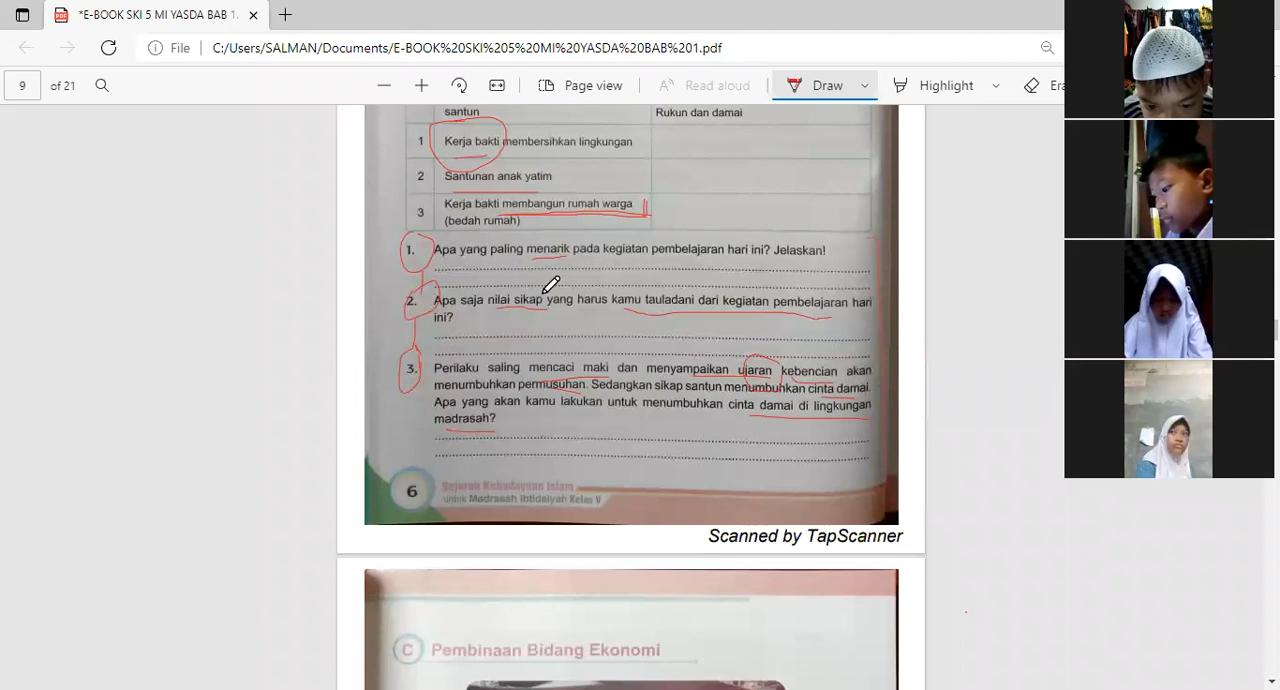 *E-BOOK SKI 5 MI YASDA BAB 1.
File C:/Users/SALMAN/Documents/E-BOOK%20SKI%205%20MI%20YASDA%20BAB%201.pdf
9 of 21 Page view Read aloud Draw Highlight Era
santun Rukun dan damai
1 Kerja bakti membersihkan lingkungan
2 Santunan anak yatim
3 Kerja bakti membangun rumah warga
(bedah rumah)
1. Apa yang paling menarik pada kegiatan pembelajaran hari ini? Jelaskan!
2. Apa saja nilai sikap yang harus kamu tauladani dari kegiatan pembelajaran hari
ini?
3. Perilaku saling mencaci maki dan menyampaikan ujaran kebencian akan
menumbuhkan permusuhan. Sedangkan sikap santun menumbuhkan cinta damai.
Apa yang akan kamu lakukan untuk menumbuhkan cinta damai di lingkungan
madrasah?
6 Sejarah Kebudayaan Islam
untuk Madrasah Ibtidaiyah Kelas V
Scanned by TapScanner
C Pembinaan Bidang Ekonomi